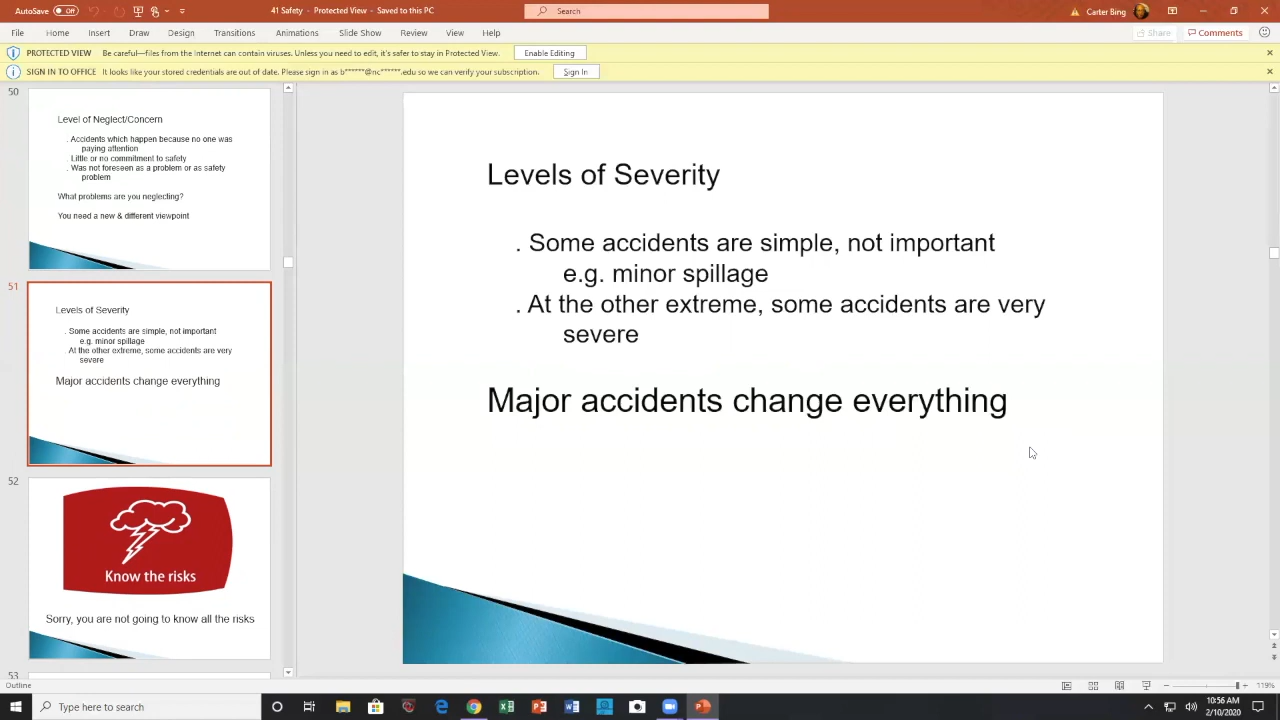 AutoSave Off
41 Safety - Protected View - Saved to this PC
Search
Carter Bing
File Home Insert Draw Design Transitions Animations Slide Show Review View Help
Share Comments
PROTECTED VIEW Be careful—files from the Internet can contain viruses. Unless you need to edit, it's safer to stay in Protected View. Enable Editing
SIGN IN TO OFFICE It looks like your stored credentials are out of date. Please sign in as b******@nc******.edu so we can verify your subscription. Sign In
50
Level of Neglect/Concern
. Accidents which happen because no one was
paying attention
. Little or no commitment to safety
. Was not foreseen as a problem or as safety
problem
What problems are you neglecting?
You need a new & different viewpoint
51
Levels of Severity
. Some accidents are simple, not important
e.g. minor spillage
At the other extreme, some accidents are very
severe
Major accidents change everything
52
Know the risks
Sorry, you are not going to know all the risks
53
Levels of Severity
. Some accidents are simple, not important
e.g. minor spillage
. At the other extreme, some accidents are very
severe
Major accidents change everything
Outline
119%
Type here to search
10:56 AM
2/10/2020